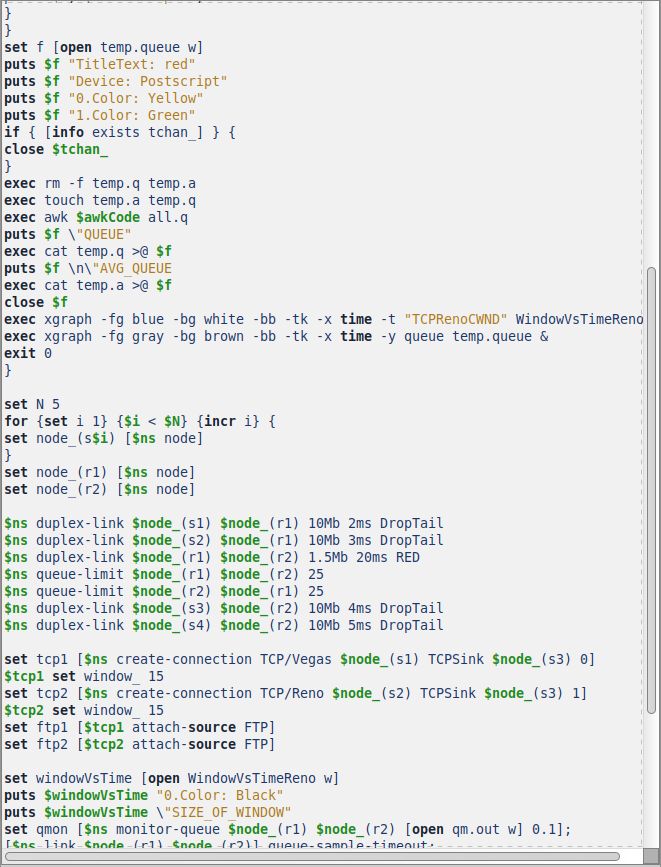 }
}
set f [open temp.queue w]
puts $f "TitleText: red"
puts $f "Device: Postscript"
puts $f "0.Color: Yellow"
puts $f "1.Color: Green"
if { [info exists tchan_] } {
close $tchan_
}
exec rm -f temp.q temp.a
exec touch temp.a temp.q
exec awk $awkCode all.q
puts $f \"QUEUE"
exec cat temp.q >@ $f
puts $f \n\"AVG_QUEUE
exec cat temp.a >@ $f
close $f
exec xgraph -fg blue -bg white -bb -tk -x time -t "TCPRenoCWND" WindowVsTimeReno
exec xgraph -fg gray -bg brown -bb -tk -x time -y queue temp.queue &
exit 0
}
set N 5
for {set i 1} {$i < $N} {incr i} {
set node_(s$i) [$ns node]
}
set node_(r1) [$ns node]
set node_(r2) [$ns node]
$ns duplex-link $node_(s1) $node_(r1) 10Mb 2ms DropTail
$ns duplex-link $node_(s2) $node_(r1) 10Mb 3ms DropTail
$ns duplex-link $node_(r1) $node_(r2) 1.5Mb 20ms RED
$ns queue-limit $node_(r1) $node_(r2) 25
$ns queue-limit $node_(r2) $node_(r1) 25
$ns duplex-link $node_(s3) $node_(r2) 10Mb 4ms DropTail
$ns duplex-link $node_(s4) $node_(r2) 10Mb 5ms DropTail
set tcp1 [$ns create-connection TCP/Vegas $node_(s1) TCPSink $node_(s3) 0]
$tcp1 set window_ 15
set tcp2 [$ns create-connection TCP/Reno $node_(s2) TCPSink $node_(s3) 1]
$tcp2 set window_ 15
set ftp1 [$tcp1 attach-source FTP]
set ftp2 [$tcp2 attach-source FTP]
set windowVsTime [open WindowVsTimeReno w]
puts $windowVsTime "0.Color: Black"
puts $windowVsTime \"SIZE_OF_WINDOW"
set qmon [$ns monitor-queue $node_(r1) $node_(r2) [open qm.out w] 0.1];
[$ns link $node_(r1) $node_(r2)] queue-sample-timeout;